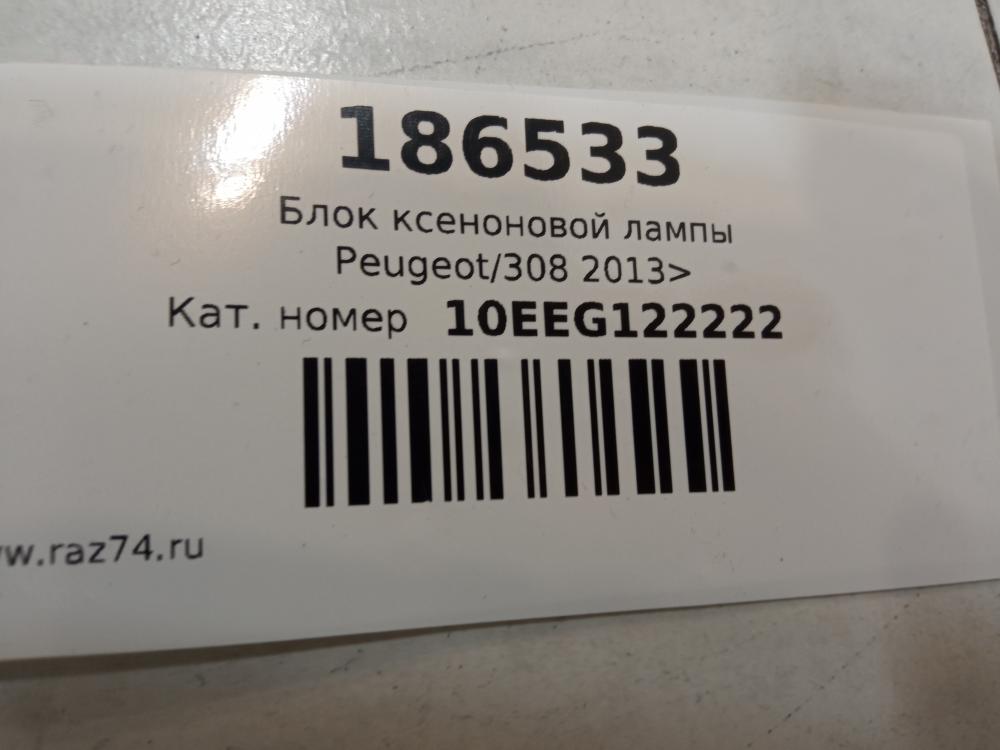 186533
Блок ксеноновой лампы
Peugeot/308 2013>
Кат. номер 10EEG122222
w.raz74.ru